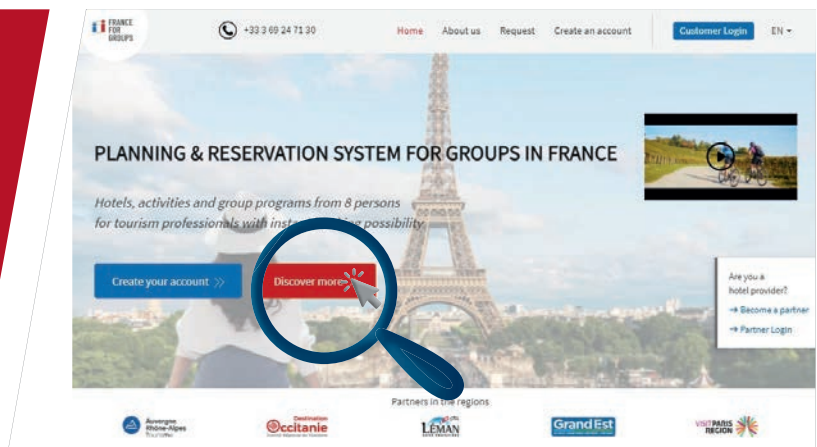 FRANCE
FOR
GROUPS
+33 3 69 24 71 30
Home About us Request Create an account
Customer Login
EN
PLANNING & RESERVATION SYSTEM FOR GROUPS IN FRANCE
Hotels, activities and group programs from 8 persons
for tourism professionals with possibility
Create your account
Discover more
Are you a
hotel provider?
Become a partner
Partner Login
Partners in the regions
Auvergne
Rhône-Alpes
Tourisme
Destination
Occitanie
LÉMAN
Grand Est
VISIT PARIS
REGION